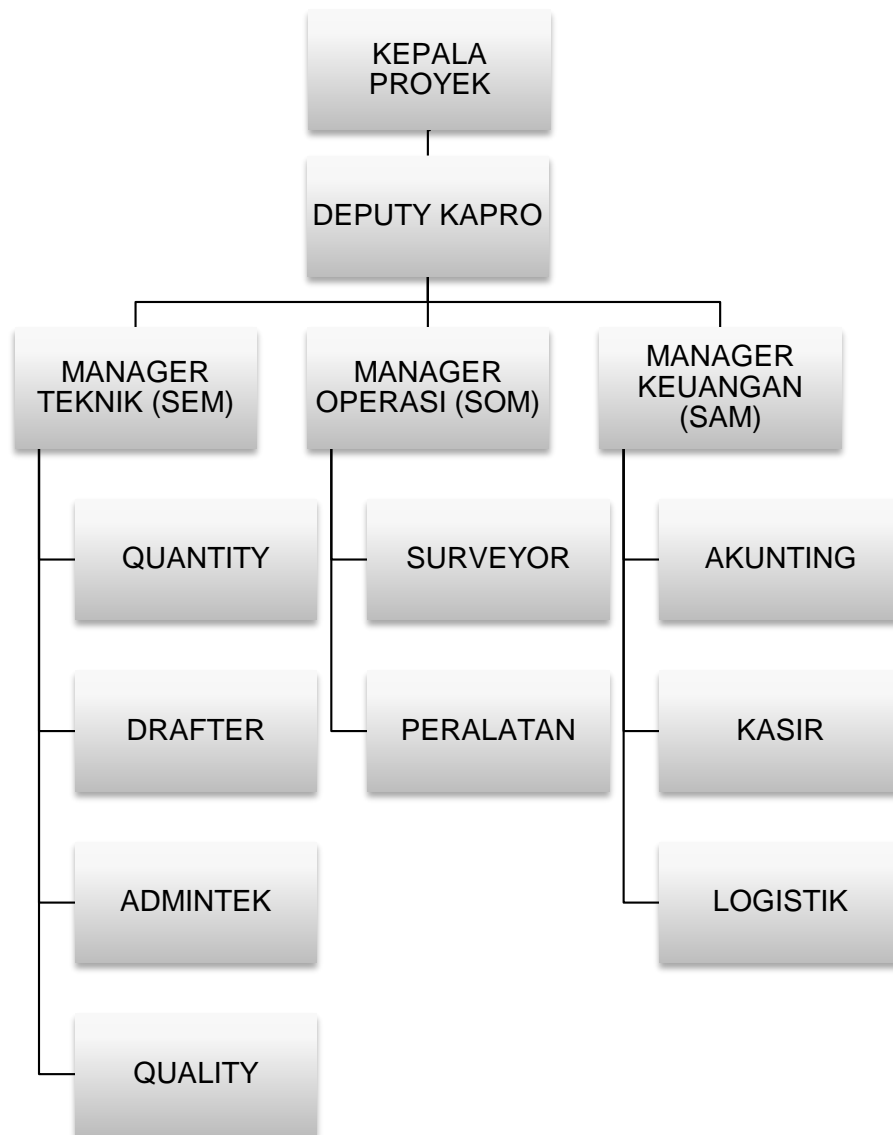 KEPALA
PROYEK
DEPUTY KAPRO
MANAGER
TEKNIK (SEM)
MANAGER
OPERASI (SOM)
MANAGER
KEUANGAN
(SAM)
QUANTITY
SURVEYOR
AKUNTING
DRAFTER
PERALATAN
KASIR
ADMINTEK
LOGISTIK
QUALITY